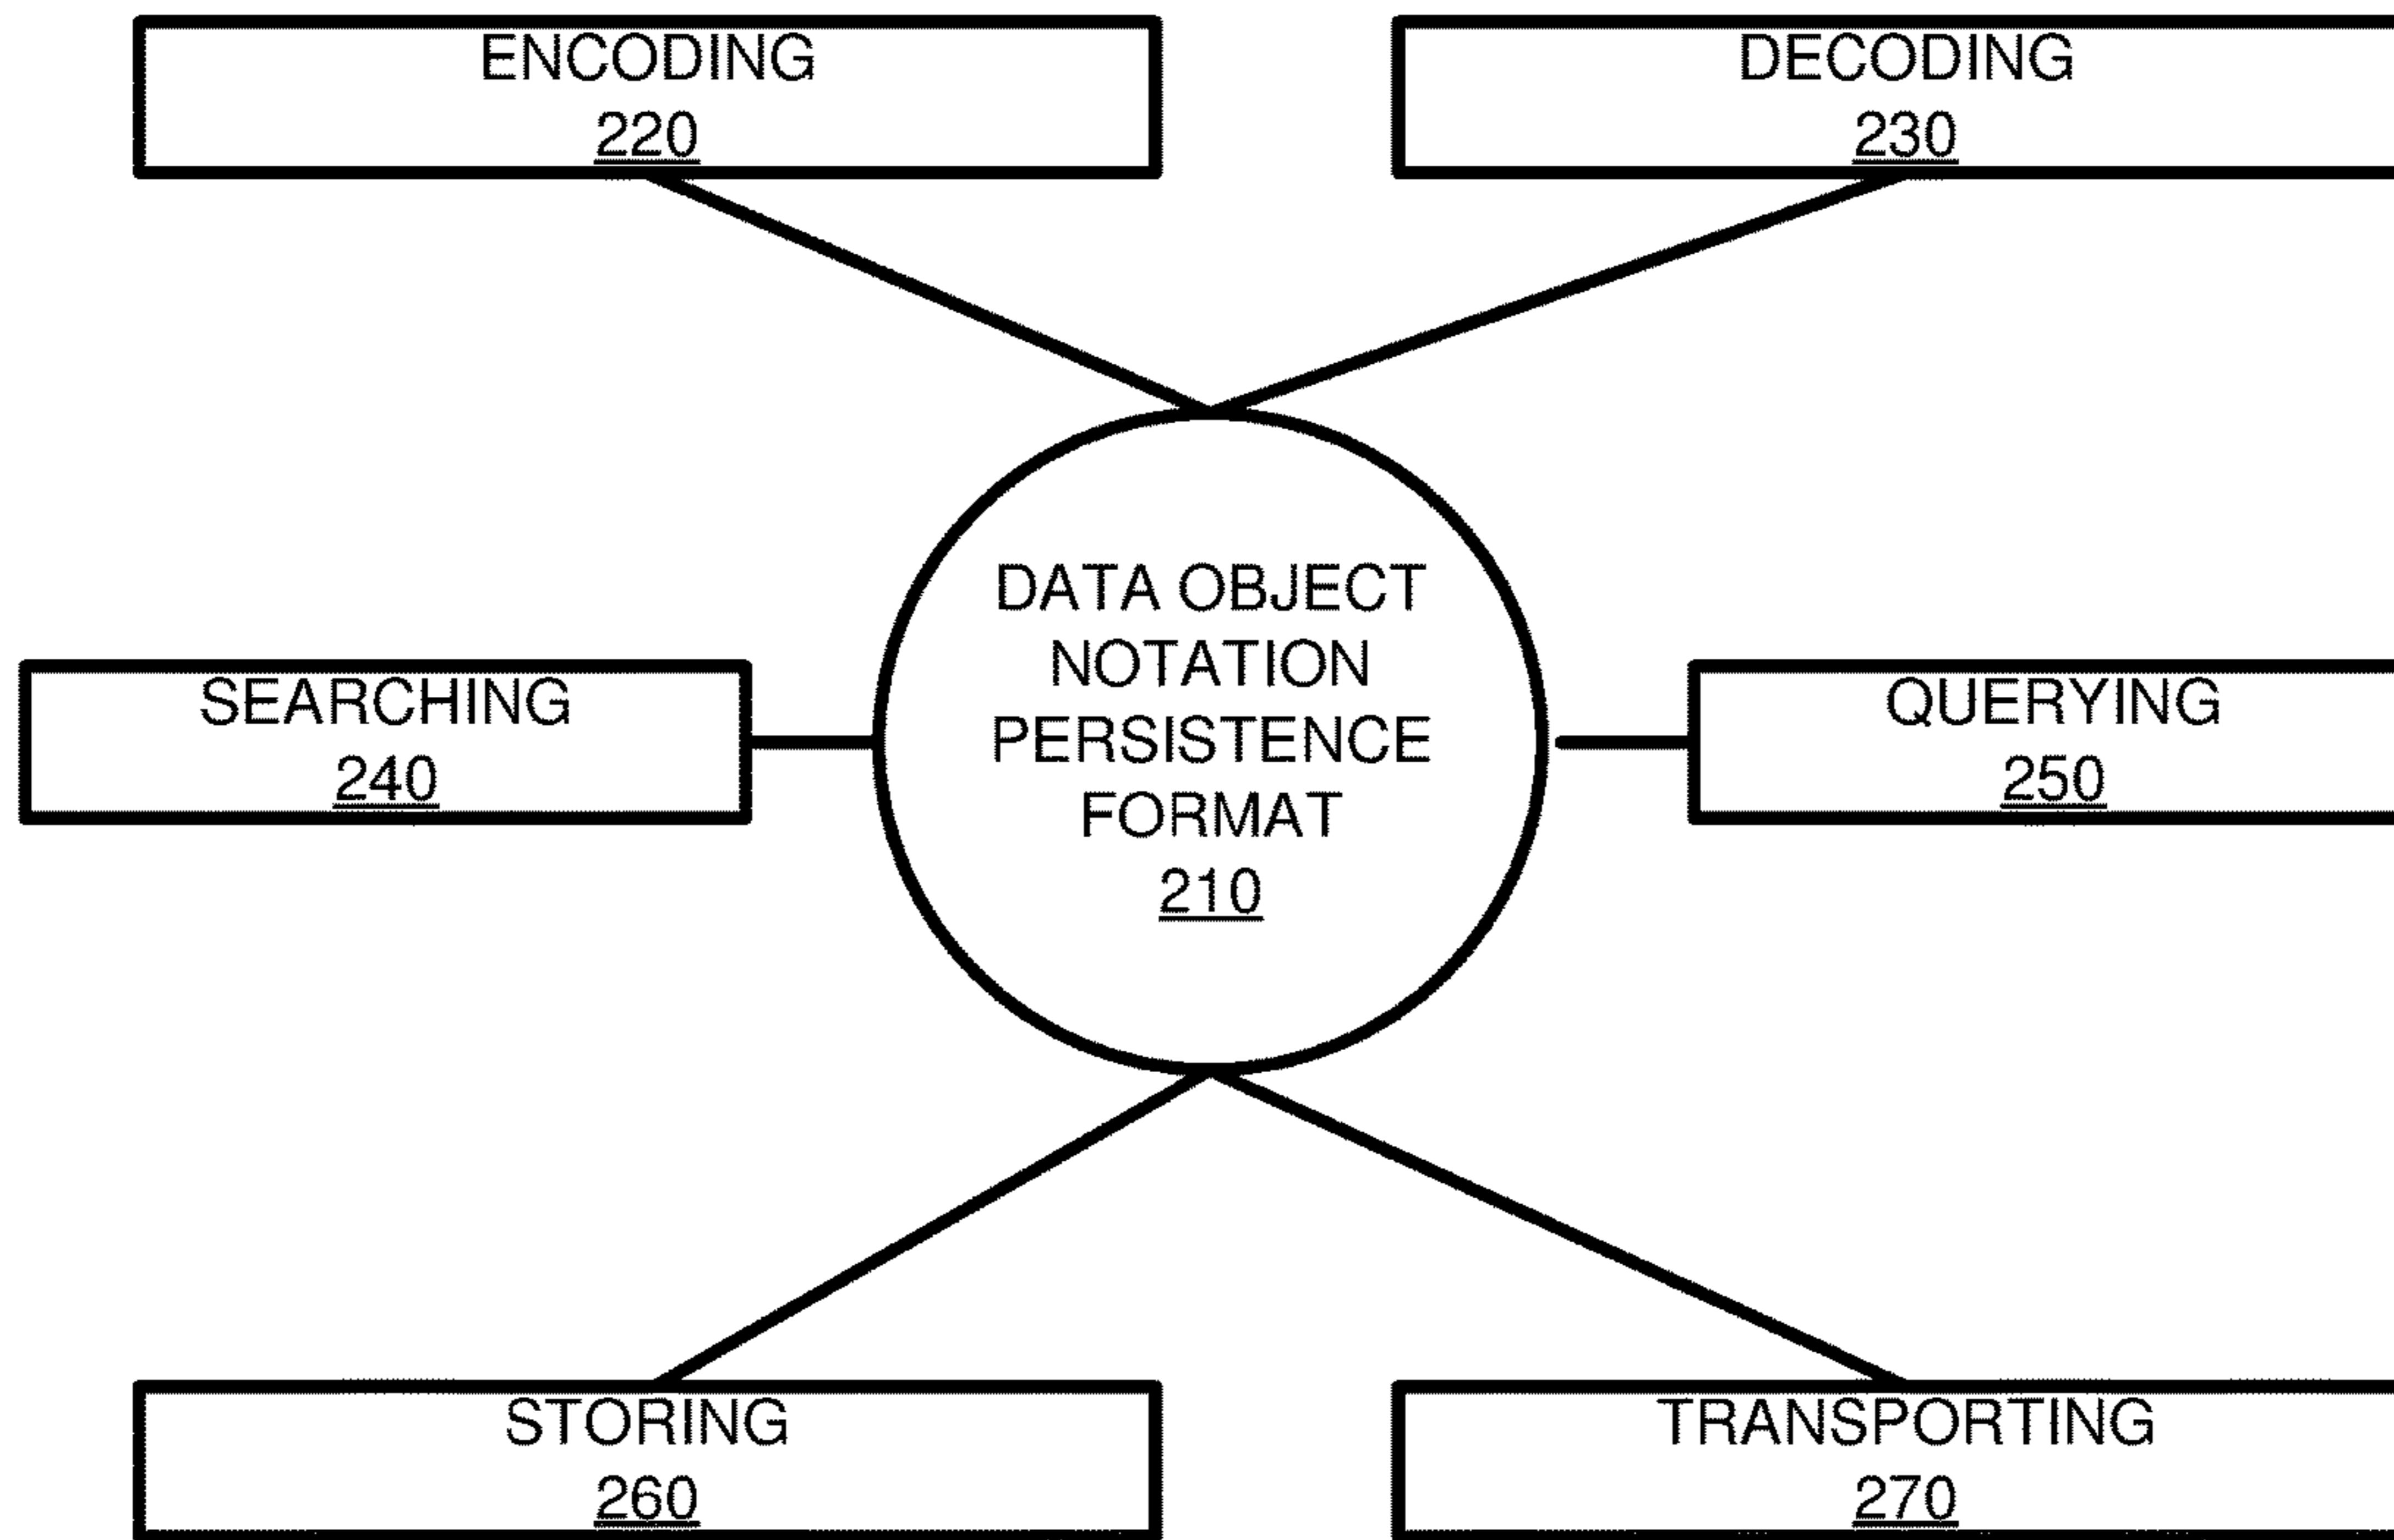 ENCODING
220
DECODING
230
SEARCHING
240
DATA OBJECT
NOTATION
PERSISTENCE
FORMAT
210
QUERYING
250
STORING
260
TRANSPORTING
270